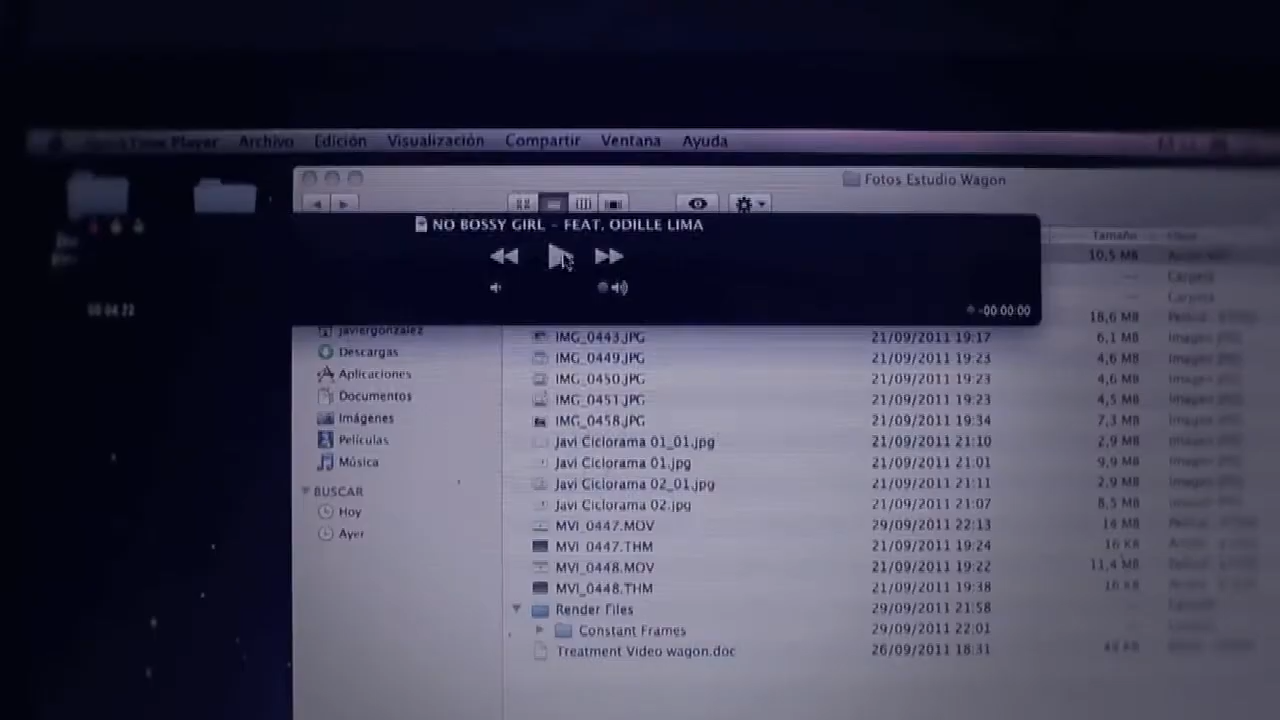 Player Archivo Edición Visualización Compartir Ventana Ayuda
Fotos Estudio Wagon
NO BOSSY GIRL - FEAT. ODILLE LIMA
-00:00:00
00:04:22
Tamaño
10,5 MB
Carpeta
Carpeta
18,6 MB
javiergonzalez
Descargas
Aplicaciones
Documentos
Imágenes
Películas
Música
BUSCAR
Hoy
Ayer
IMG_0443.JPG 21/09/2011 19:17 6,1 MB
IMG_0449.JPG 21/09/2011 19:23 4,6 MB
IMG_0450.JPG 21/09/2011 19:23 4,6 MB
IMG_0451.JPG 21/09/2011 19:23 4,5 MB
IMG_0458.JPG 21/09/2011 19:34 7,3 MB
Javi Ciclorama 01_01.jpg 21/09/2011 21:10 2,9 MB
Javi Ciclorama 01.jpg 21/09/2011 21:01 9,9 MB
Javi Ciclorama 02_01.jpg 21/09/2011 21:11 2,9 MB
Javi Ciclorama 02.jpg 21/09/2011 21:07 8,5 MB
MVI_0447.MOV 29/09/2011 22:13 14 MB
MVI_0447.THM 21/09/2011 19:24 16 KB
MVI_0448.MOV 21/09/2011 19:22 11,4 MB
MVI_0448.THM 21/09/2011 19:38 16 KB
Render Files 29/09/2011 21:58
Constant Frames 29/09/2011 22:01
Treatment Video wagon.doc 26/09/2011 18:31